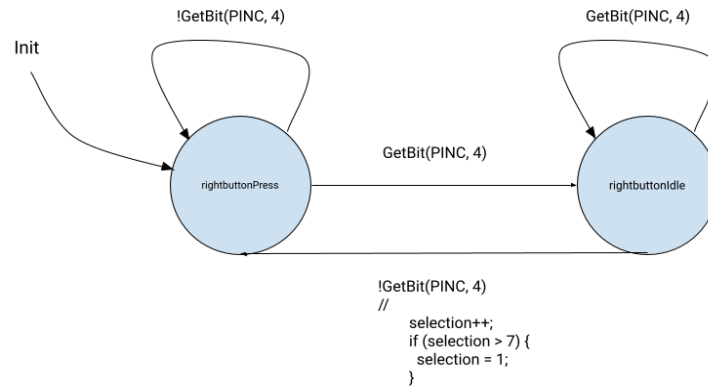 !GetBit(PINC, 4)
GetBit(PINC, 4)
Init
GetBit(PINC, 4)
rightbuttonPress
rightbuttonIdle
!GetBit(PINC, 4)
//
selection++;
if (selection > 7) {
selection = 1;
}